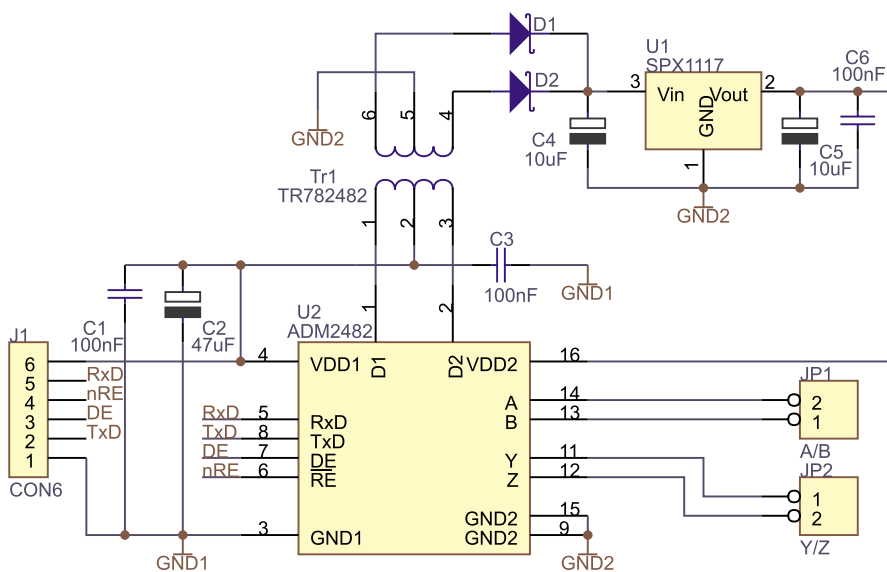 D1
U1
SPX1117
C6
100nF
D2
3
Vin
Vout
2
GND
1
6
5
4
GND2
C4
10uF
C5
10uF
GND2
Tr1
TR782482
1
2
3
C3
100nF
GND1
1
2
U2
ADM2482
C1
100nF
C2
47uF
J1
6
5
4
3
2
1
RxD
nRE
DE
TxD
CON6
4
VDD1
D1
D2
VDD2
16
RxD
5
RxD
TxD
8
TxD
DE
7
DE
nRE
6
RE
3
GND1
GND1
A
14
B
13
Y
11
Z
12
GND2
15
GND2
9
GND2
JP1
2
1
A/B
JP2
1
2
Y/Z